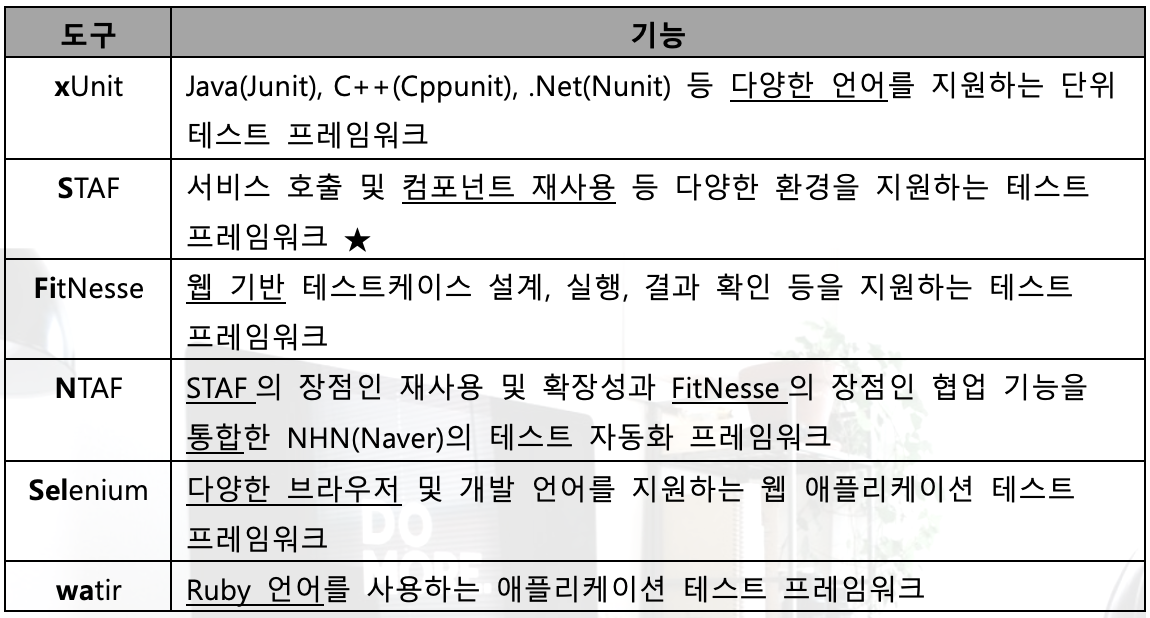 도구 기능
xUnit Java(Junit), C++(Cppunit), .Net(Nunit) 등 다양한 언어를 지원하는 단위
테스트 프레임워크
STAF 서비스 호출 및 컴포넌트 재사용 등 다양한 환경을 지원하는 테스트
프레임워크 ★
FitNesse 웹 기반 테스트케이스 설계, 실행, 결과 확인 등을 지원하는 테스트
프레임워크
NTAF STAF의 장점인 재사용 및 확장성과 FitNesse의 장점인 협업 기능을
통합한 NHN(Naver)의 테스트 자동화 프레임워크
Selenium 다양한 브라우저 및 개발 언어를 지원하는 웹 애플리케이션 테스트
프레임워크
watir Ruby 언어를 사용하는 애플리케이션 테스트 프레임워크
DO
MORE.